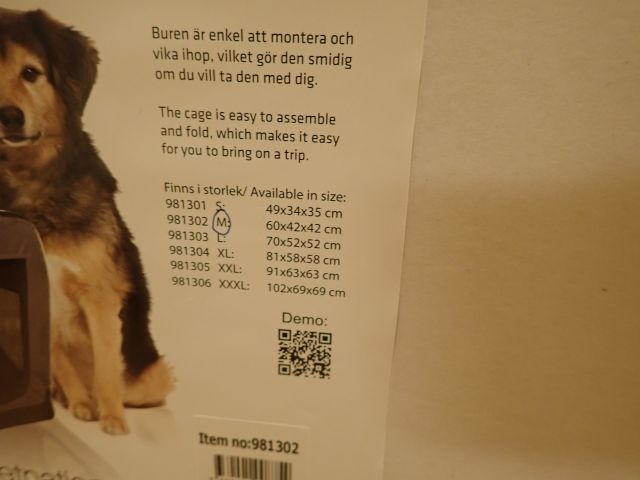 Buren är enkel att montera och
vika ihop, vilket gör den smidig
om du vill ta den med dig.
The cage is easy to assemble
and fold, which makes it easy
for you to bring on a trip.
Finns i storlek/ Available in size:
981301 S: 49x34x35 cm
981302 M: 60x42x42 cm
981303 L: 70x52x52 cm
981304 XL: 81x58x58 cm
981305 XXL: 91x63x63 cm
981306 XXXL: 102x69x69 cm
Demo:
Item no:981302